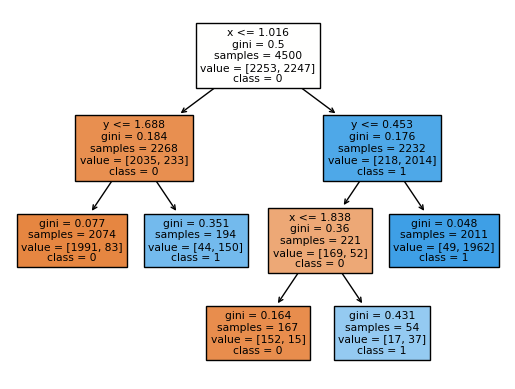 x <= 1.016
gini = 0.5
samples = 4500
value = [2253, 2247]
class = 0
y <= 1.688
gini = 0.184
samples = 2268
value = [2035, 233]
class = 0
y <= 0.453
gini = 0.176
samples = 2232
value = [218, 2014]
class = 1
gini = 0.077
samples = 2074
value = [1991, 83]
class = 0
gini = 0.351
samples = 194
value = [44, 150]
class = 1
x <= 1.838
gini = 0.36
samples = 221
value = [169, 52]
class = 0
gini = 0.048
samples = 2011
value = [49, 1962]
class = 1
gini = 0.164
samples = 167
value = [152, 15]
class = 0
gini = 0.431
samples = 54
value = [17, 37]
class = 1